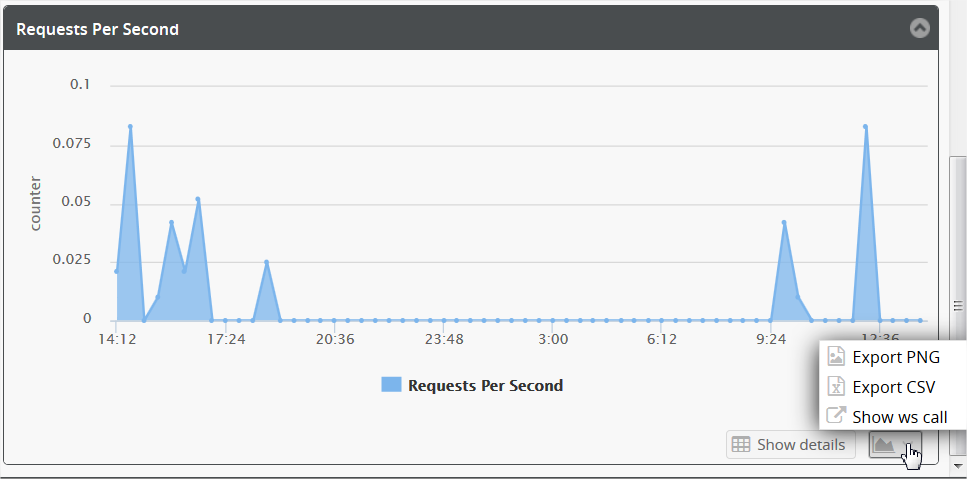 Requests Per Second
0.1
0.075
0.05
0.025
0
counter
14:12 17:24 20:36 23:48 3:00 6:12 9:24 12:36
Requests Per Second
Export PNG
Export CSV
Show ws call
Show details